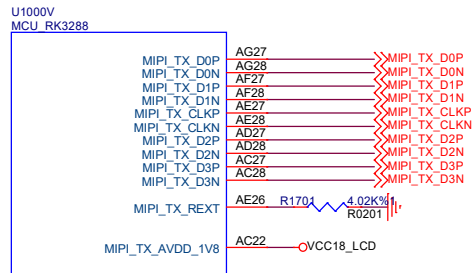 U1000V
MCU_RK3288
MIPI_TX_D0P AG27 MIPI_TX_D0P
MIPI_TX_D0N AG28 MIPI_TX_D0N
MIPI_TX_D1P AF27 MIPI_TX_D1P
MIPI_TX_D1N AF28 MIPI_TX_D1N
MIPI_TX_CLKP AE27 MIPI_TX_CLKP
MIPI_TX_CLKN AE28 MIPI_TX_CLKN
MIPI_TX_D2P AD27 MIPI_TX_D2P
MIPI_TX_D2N AD28 MIPI_TX_D2N
MIPI_TX_D3P AC27 MIPI_TX_D3P
MIPI_TX_D3N AC28 MIPI_TX_D3N
MIPI_TX_REXT AE26 R1701 4.02K%1
R0201
MIPI_TX_AVDD_1V8 AC22 VCC18_LCD